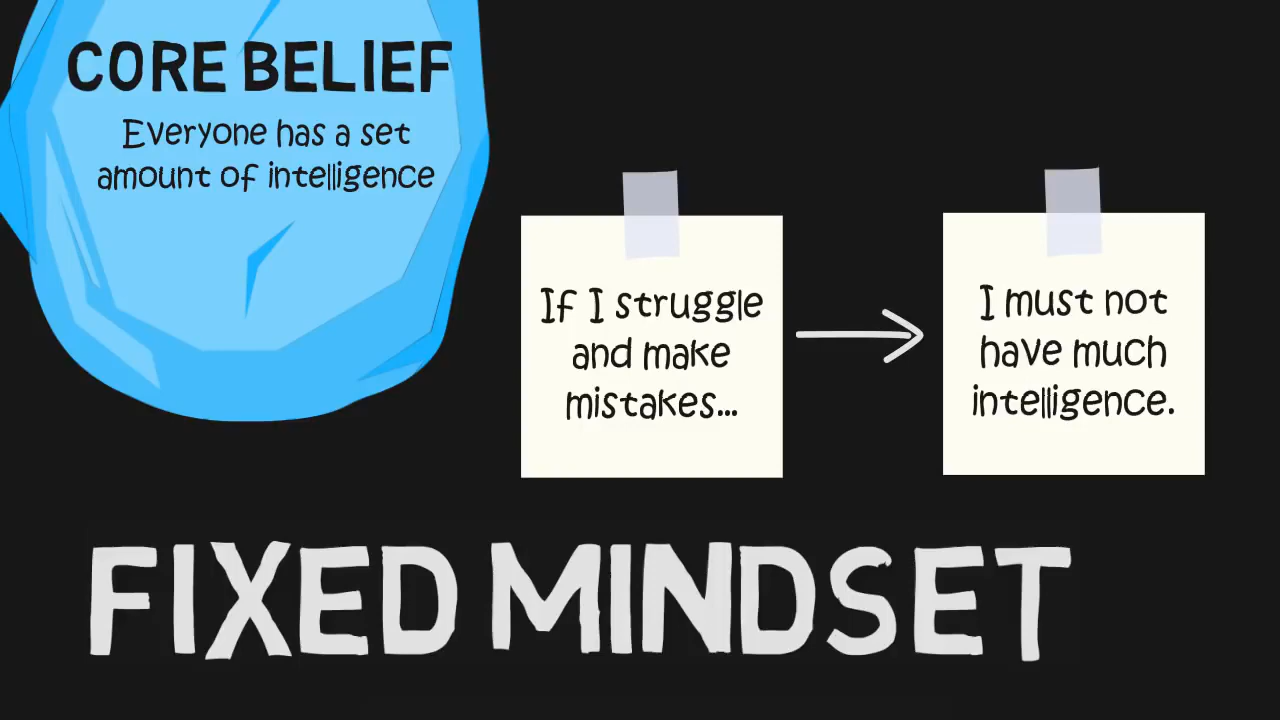 CORE BELIEF
Everyone has a set
amount of intelligence
If I struggle
and make
mistakes...
I must not
have much
intelligence.
FIXED MINDSET